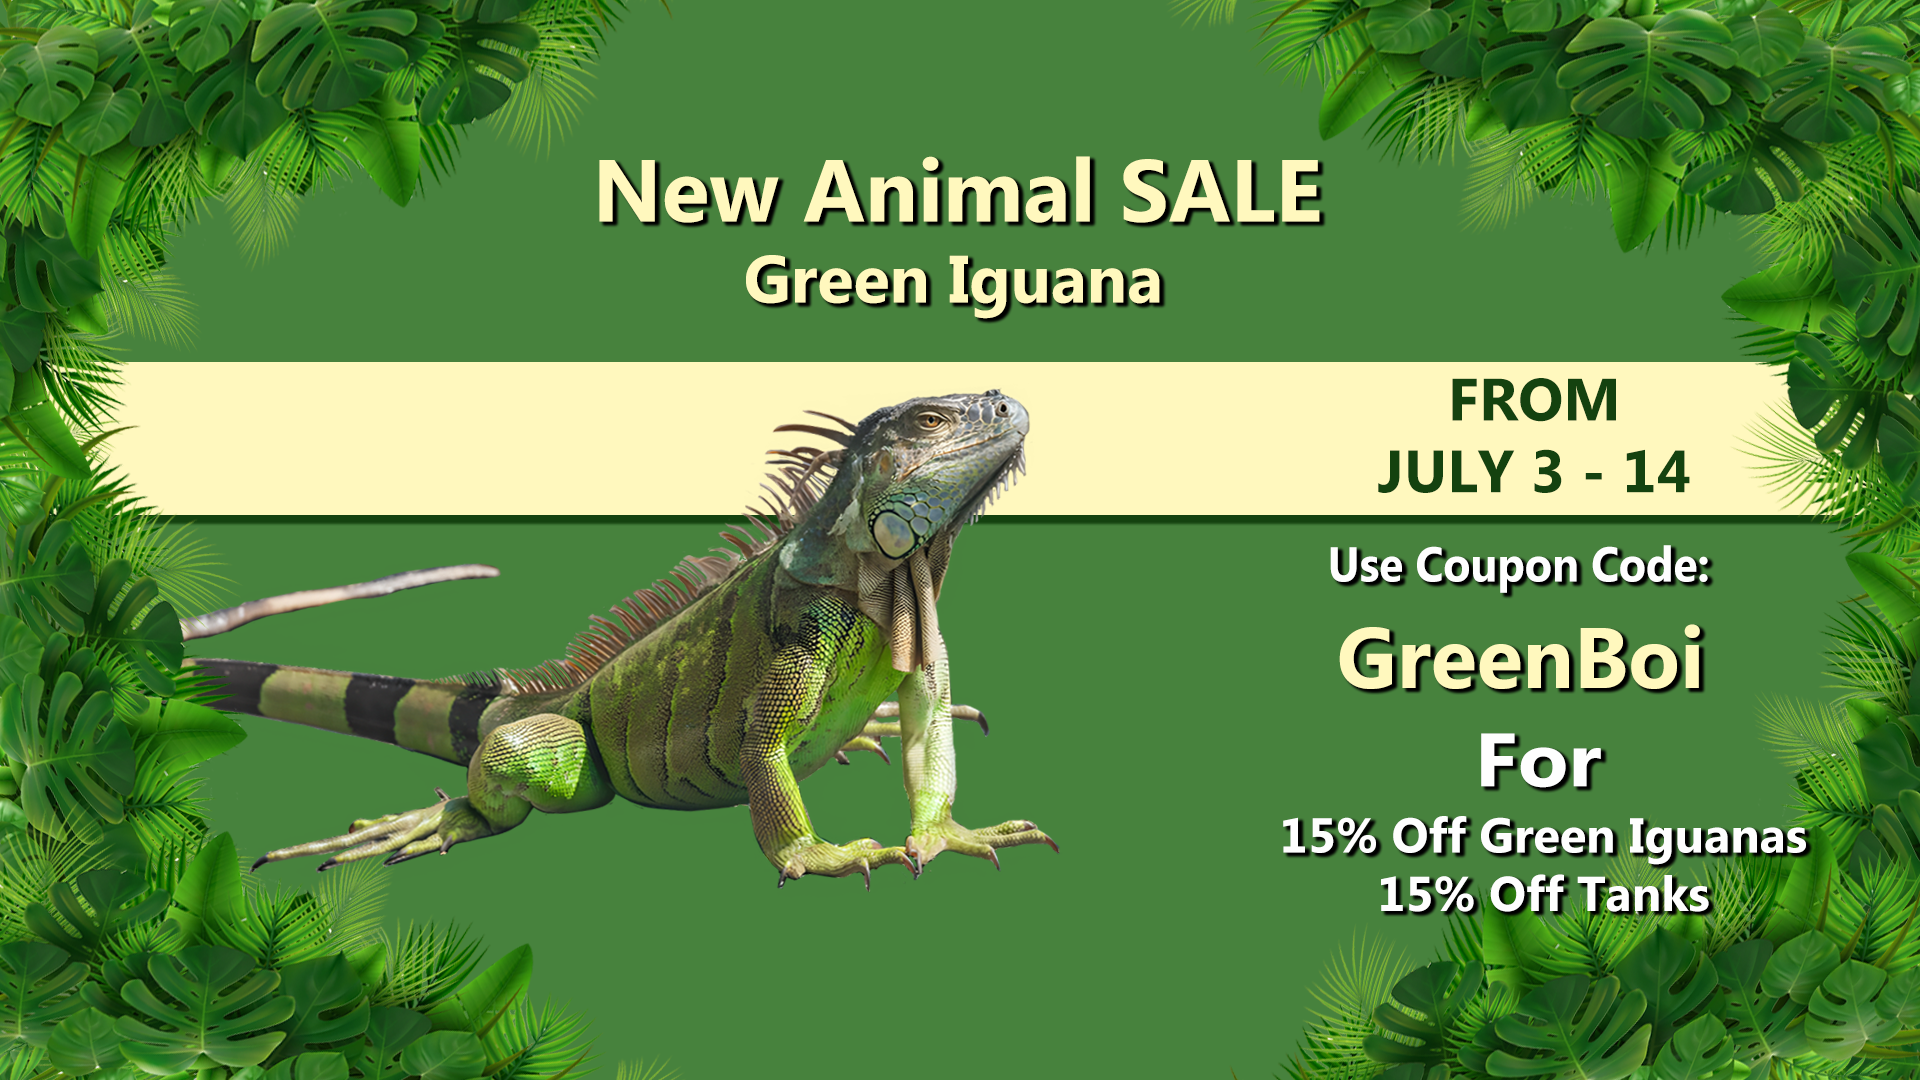 New Animal SALE
Green Iguana
FROM
JULY 3 - 14
Use Coupon Code:
GreenBoi
For
15% Off Green Iguanas
15% Off Tanks